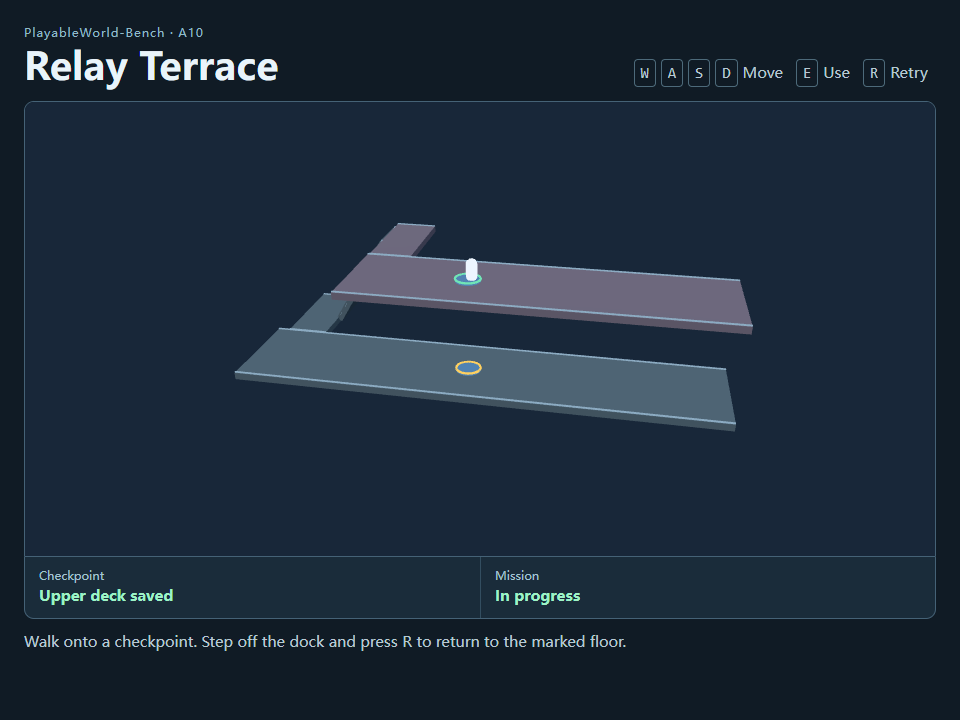 PlayableWorld-Bench · A10
Relay Terrace
W A S D Move E Use R Retry
Checkpoint
Upper deck saved
Mission
In progress
Walk onto a checkpoint. Step off the dock and press R to return to the marked floor.